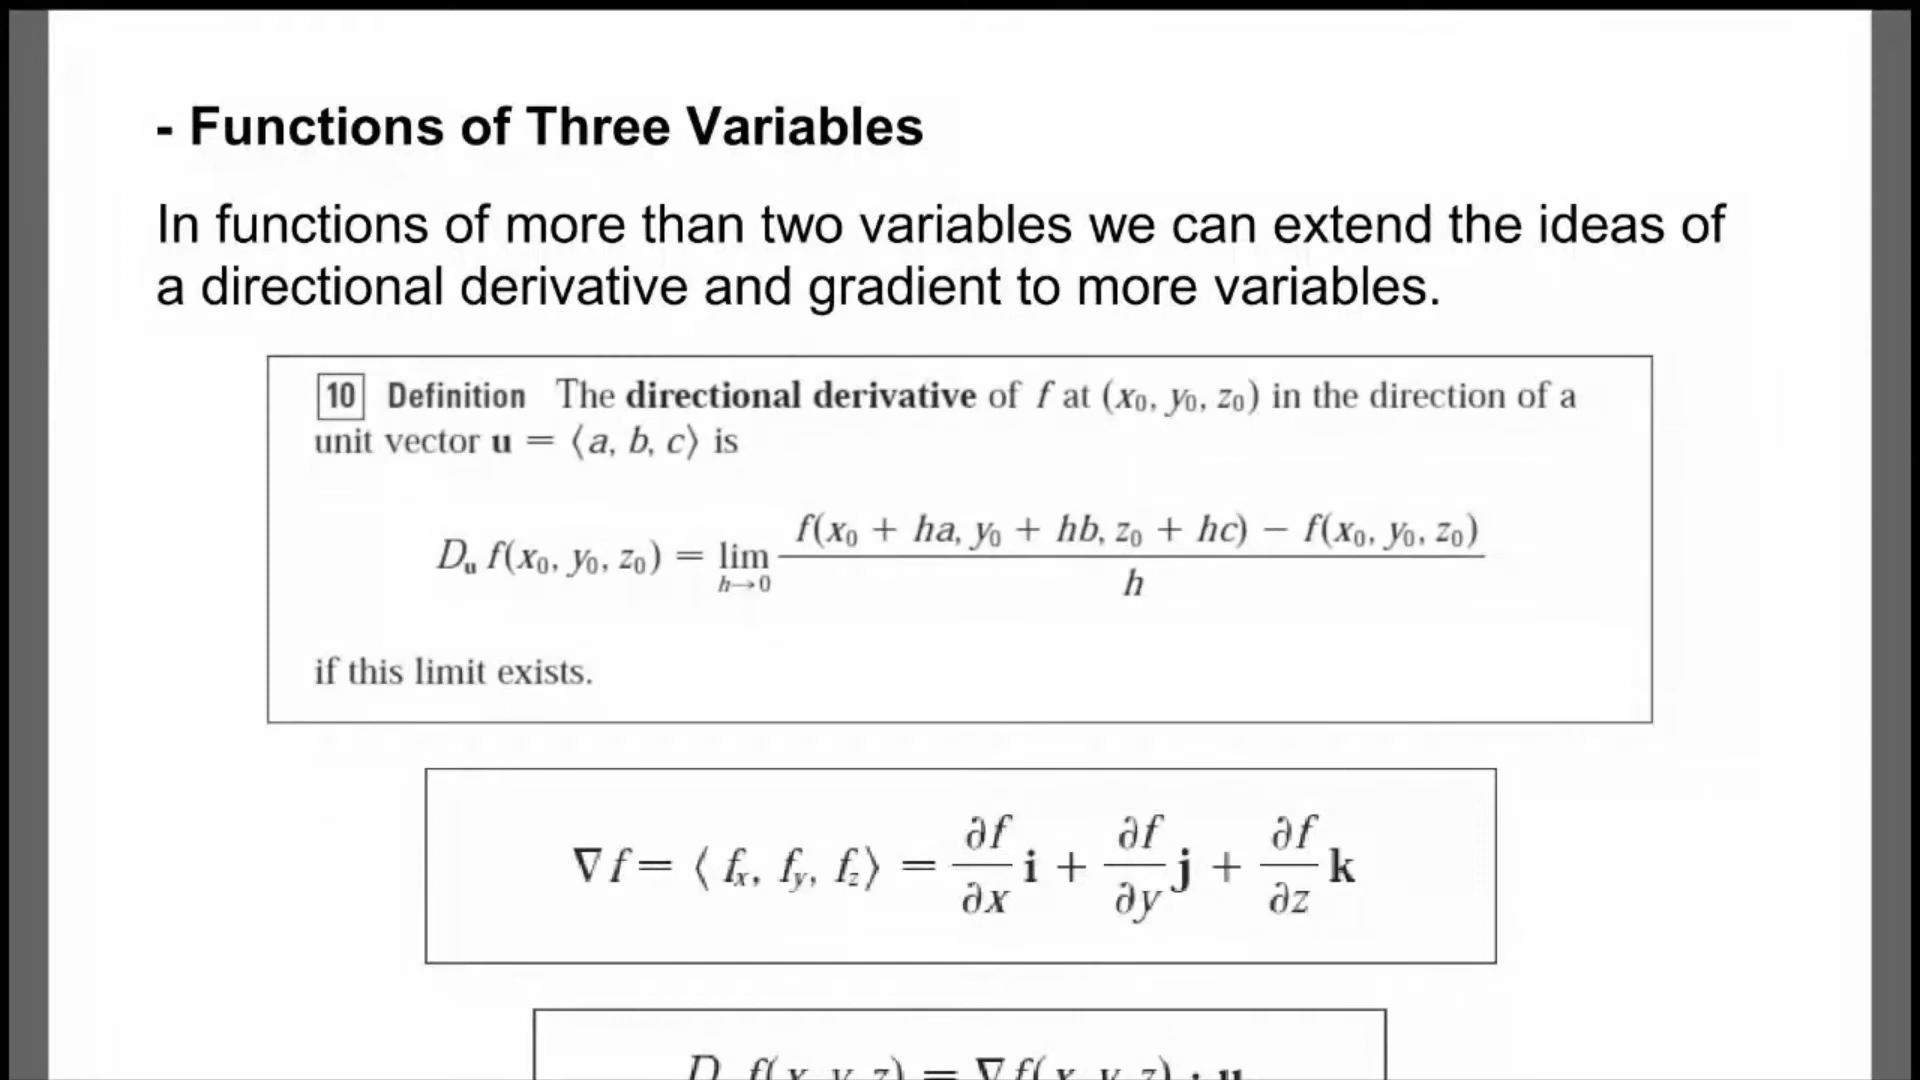 - Functions of Three Variables
In functions of more than two variables we can extend the ideas of
a directional derivative and gradient to more variables.
10 Definition The directional derivative of f at (x₀, y₀, z₀) in the direction of a
unit vector u = ⟨a, b, c⟩ is
D_u f(x₀, y₀, z₀) = lim_{h→0} (f(x₀ + ha, y₀ + hb, z₀ + hc) − f(x₀, y₀, z₀)) / h
if this limit exists.
∇f = ⟨f_x, f_y, f_z⟩ = ∂f/∂x i + ∂f/∂y j + ∂f/∂z k
D f(x, y, z) = ∇f(x, y, z) · u